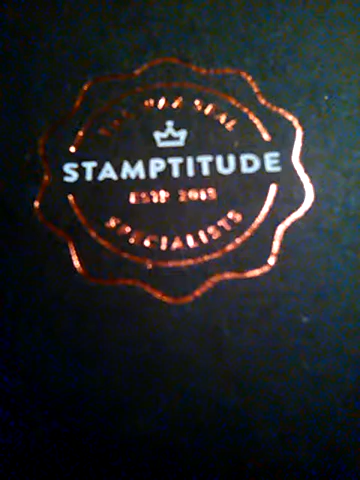 THE WAX SEAL
STAMPTITUDE
ESTD 2013
SPECIALISTS